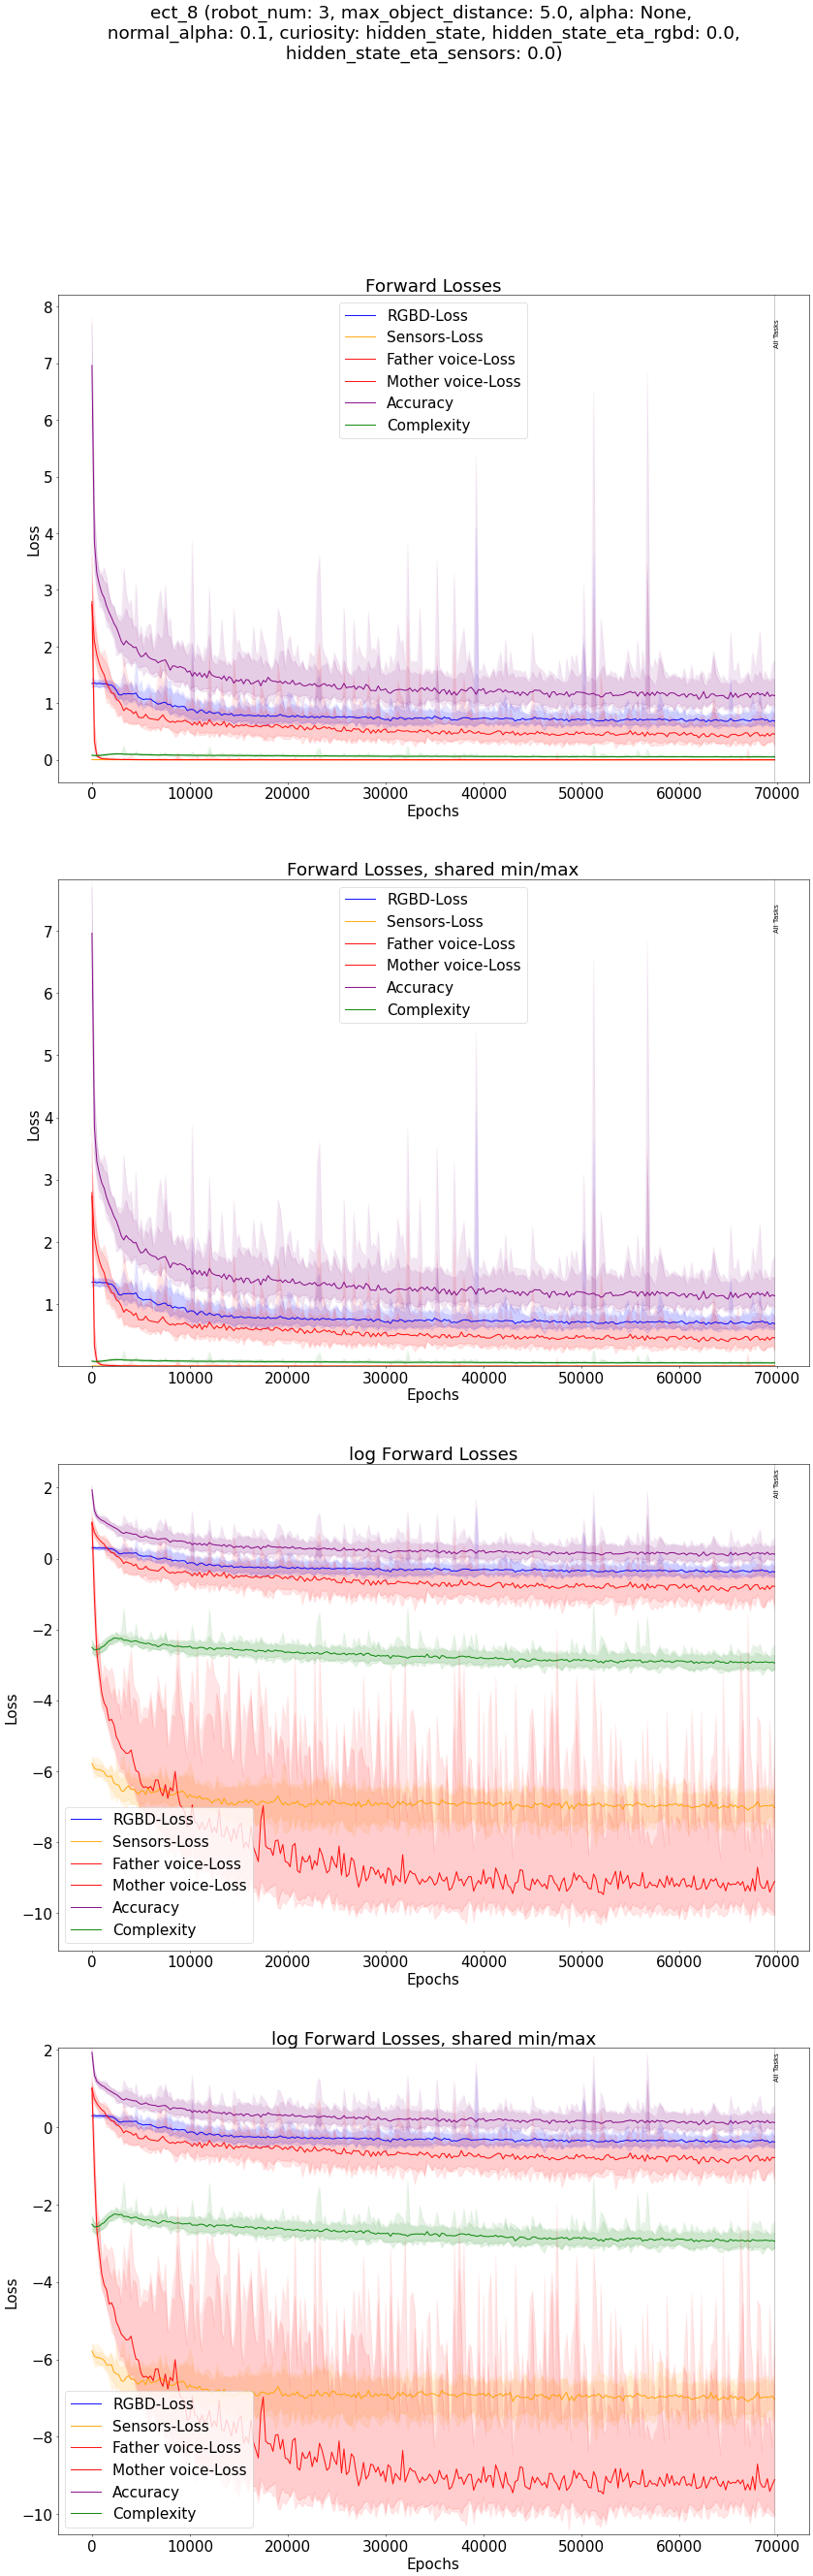 ect_8 (robot_num: 3, max_object_distance: 5.0, alpha: None,
normal_alpha: 0.1, curiosity: hidden_state, hidden_state_eta_rgbd: 0.0,
hidden_state_eta_sensors: 0.0)
Forward Losses
8
7
6
5
4
3
2
1
0
Loss
RGBD-Loss
Sensors-Loss
Father voice-Loss
Mother voice-Loss
Accuracy
Complexity
All Tasks
0 10000 20000 30000 40000 50000 60000 70000
Epochs
Forward Losses, shared min/max
7
6
5
4
3
2
1
Loss
RGBD-Loss
Sensors-Loss
Father voice-Loss
Mother voice-Loss
Accuracy
Complexity
All Tasks
0 10000 20000 30000 40000 50000 60000 70000
Epochs
log Forward Losses
2
0
−2
−4
−6
−8
−10
Loss
RGBD-Loss
Sensors-Loss
Father voice-Loss
Mother voice-Loss
Accuracy
Complexity
All Tasks
0 10000 20000 30000 40000 50000 60000 70000
Epochs
log Forward Losses, shared min/max
2
0
−2
−4
−6
−8
−10
Loss
RGBD-Loss
Sensors-Loss
Father voice-Loss
Mother voice-Loss
Accuracy
Complexity
All Tasks
0 10000 20000 30000 40000 50000 60000 70000
Epochs